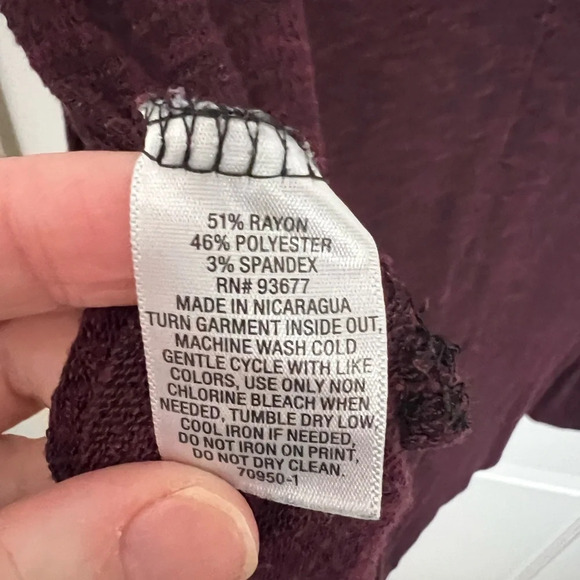 51% RAYON
46% POLYESTER
3% SPANDEX
RN# 93677
MADE IN NICARAGUA
TURN GARMENT INSIDE OUT,
MACHINE WASH COLD
GENTLE CYCLE WITH LIKE
COLORS, USE ONLY NON
CHLORINE BLEACH WHEN
NEEDED, TUMBLE DRY LOW,
COOL IRON IF NEEDED,
DO NOT IRON ON PRINT,
DO NOT DRY CLEAN.
70950-1